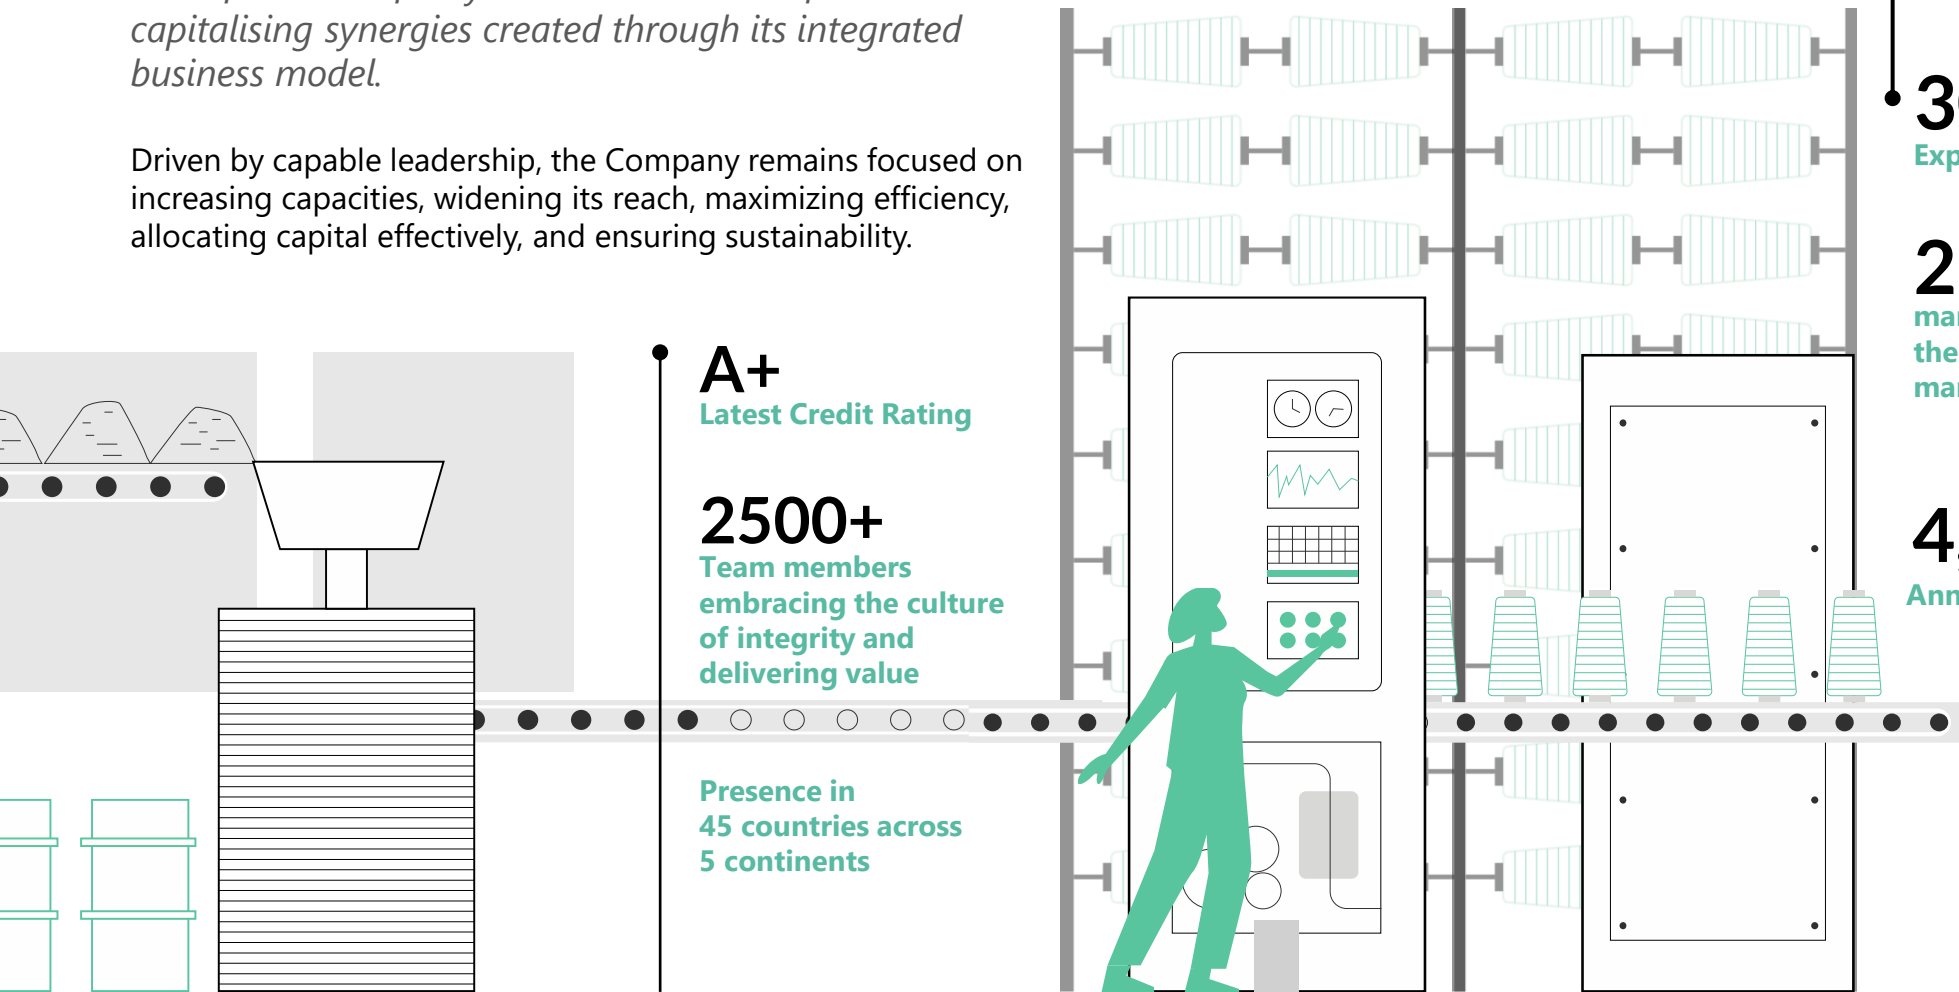 capitalising synergies created through its integrated
business model.
Driven by capable leadership, the Company remains focused on
increasing capacities, widening its reach, maximizing efficiency,
allocating capital effectively, and ensuring sustainability.
A+
Latest Credit Rating
2500+
Team members
embracing the culture
of integrity and
delivering value
Presence in
45 countries across
5 continents
2
the